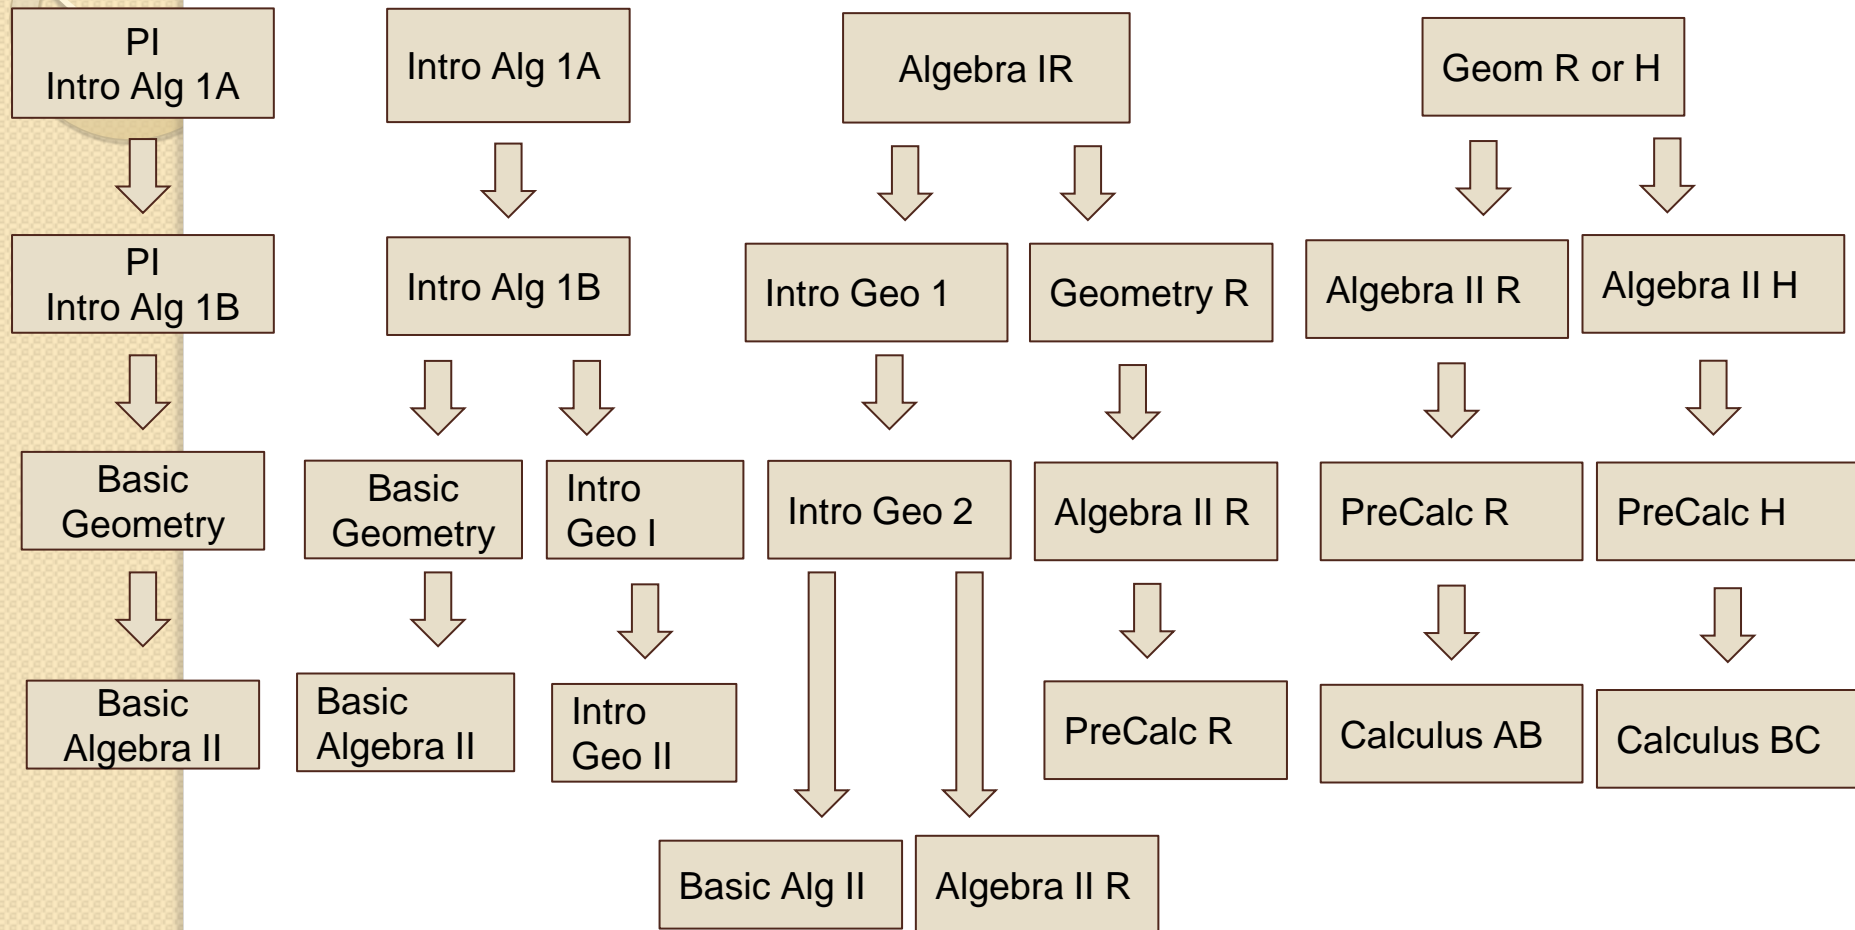 PI
Intro Alg 1A
Intro Alg 1A
Algebra IR
Geom R or H
PI
Intro Alg 1B
Intro Alg 1B
Intro Geo 1
Geometry R
Algebra II R
Algebra II H
Basic
Geometry
Basic
Geometry
Intro
Geo I
Intro Geo 2
Algebra II R
PreCalc R
PreCalc H
Basic
Algebra II
Basic
Algebra II
Intro
Geo II
PreCalc R
Calculus AB
Calculus BC
Basic Alg II
Algebra II R